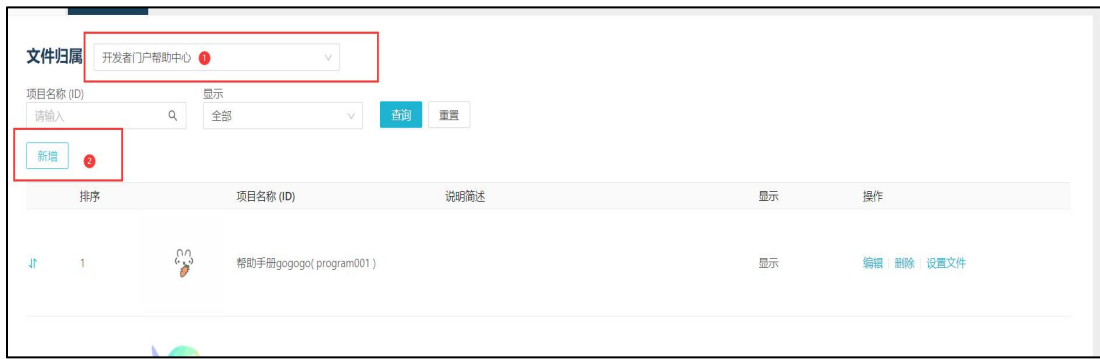 文件归属 开发者门户帮助中心 1
项目名称 (ID) 显示
请输入 全部 查询 重置
新增 2
排序 项目名称 (ID) 说明简述 显示 操作
1 帮助手册gogogo( program001 ) 显示 编辑 删除 设置文件